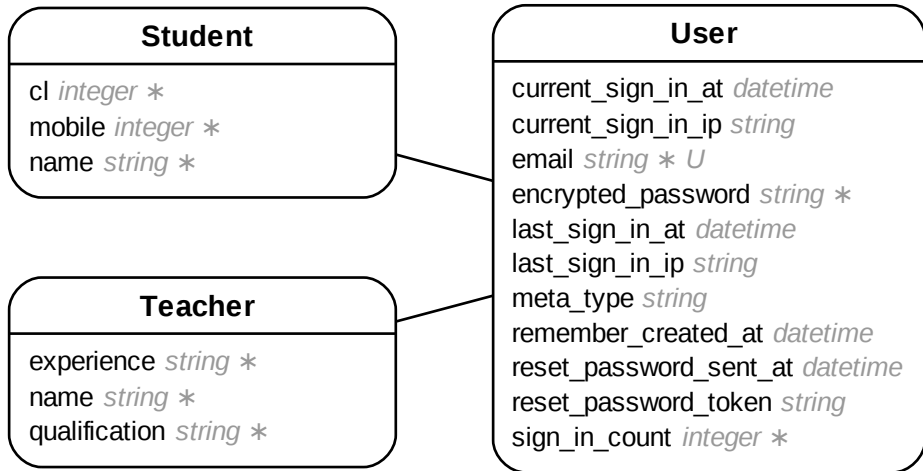 Student
cl integer ∗
mobile integer ∗
name string ∗
Teacher
experience string ∗
name string ∗
qualification string ∗
User
current_sign_in_at datetime
current_sign_in_ip string
email string ∗ U
encrypted_password string ∗
last_sign_in_at datetime
last_sign_in_ip string
meta_type string
remember_created_at datetime
reset_password_sent_at datetime
reset_password_token string
sign_in_count integer ∗